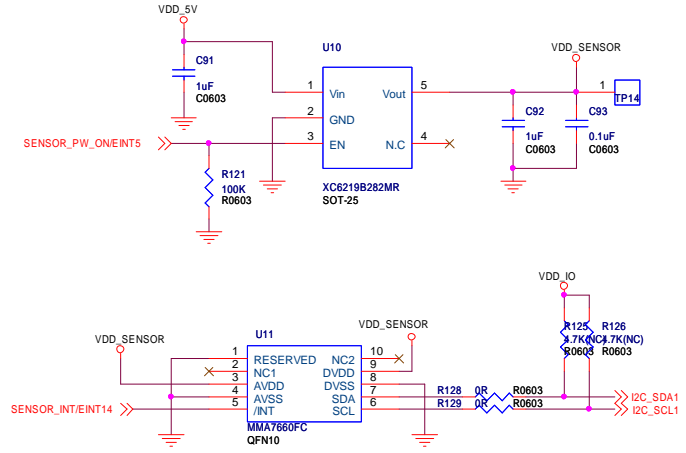 VDD_5V
C91
1uF
C0603
U10
1 Vin
2 GND
3 EN
Vout 5
N.C 4
XC6219B282MR
SOT-25
SENSOR_PW_ON/EINT5
R121
100K
R0603
VDD_SENSOR
1
TP14
C92
1uF
C0603
C93
0.1uF
C0603
VDD_IO
R125
4.7K(NC)
R0603
R126
4.7K(NC)
R0603
VDD_SENSOR
U11
VDD_SENSOR
1 RESERVED
2 NC1
3 AVDD
4 AVSS
5 /INT
NC2 10
DVDD 9
DVSS 8
SDA 7
SCL 6
MMA7660FC
QFN10
SENSOR_INT/EINT14
R128 0R R0603
R129 0R R0603
I2C_SDA1
I2C_SCL1